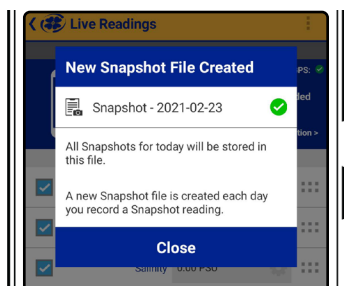 Live Readings
New Snapshot File Created
PS:
Snapshot - 2021-02-23
ded
All Snapshots for today will be stored in
this file.
tion >
A new Snapshot file is created each day
you record a Snapshot reading.
Close
Salinity 0.00 PSU